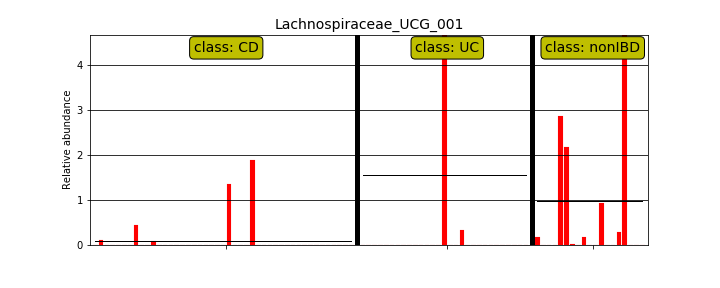 Lachnospiraceae_UCG_001
class: CD
class: UC
class: nonIBD
Relative abundance
4
3
2
1
0